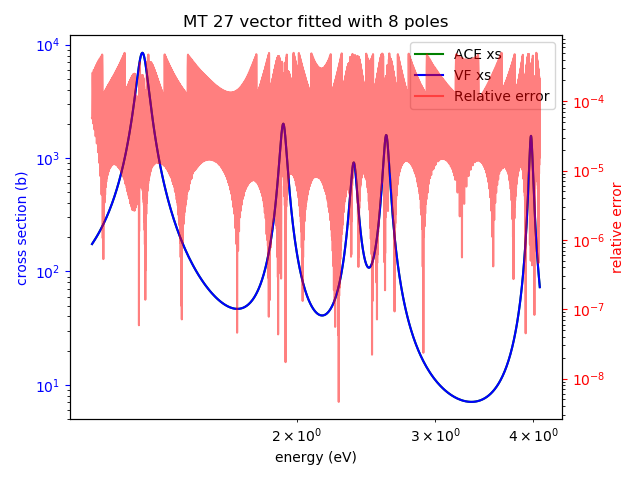 MT 27 vector fitted with 8 poles
ACE xs
VF xs
Relative error
cross section (b)
10⁴
10³
10²
10¹
10⁻⁴
10⁻⁵
10⁻⁶
10⁻⁷
10⁻⁸
relative error
2 × 10⁰
3 × 10⁰
4 × 10⁰
energy (eV)